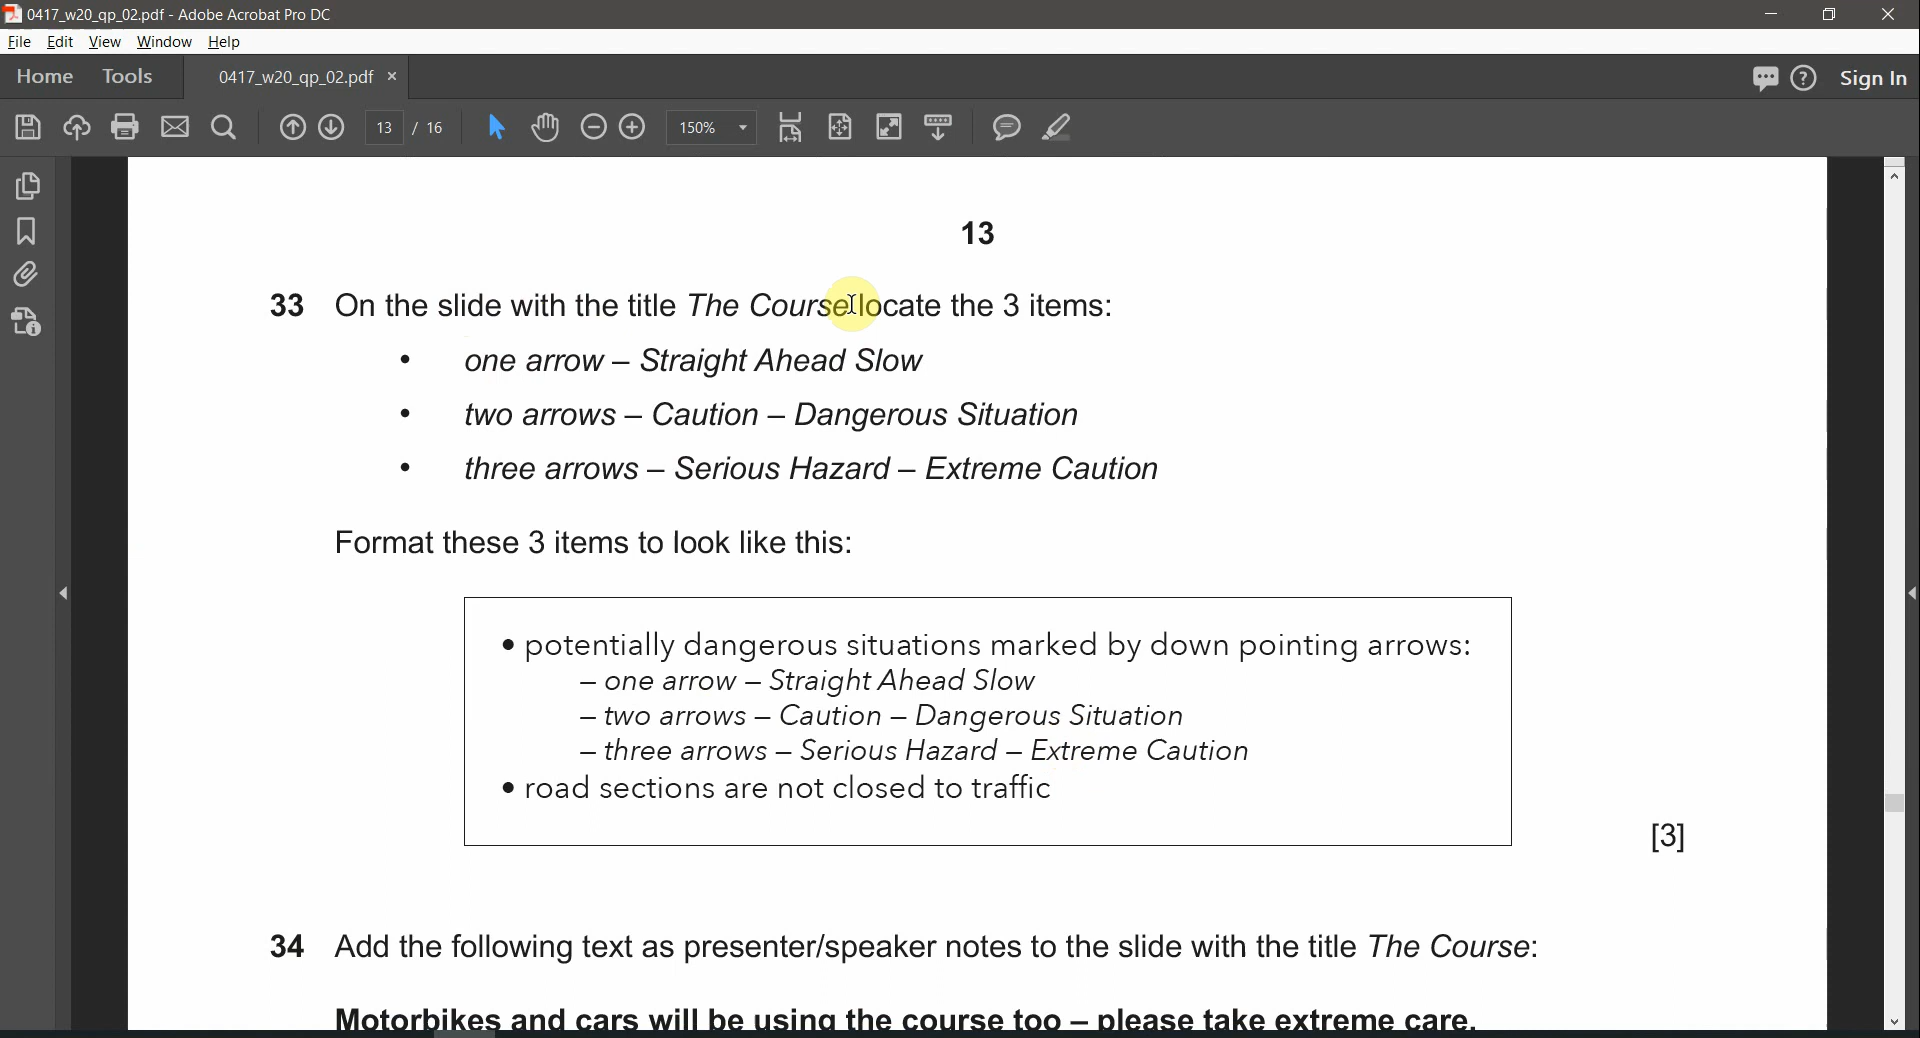 0417_w20_qp_02.pdf - Adobe Acrobat Pro DC
File Edit View Window Help
Home Tools 0417_w20_qp_02.pdf × Sign In
13 / 16 150%
13
33 On the slide with the title The Course locate the 3 items:
• one arrow – Straight Ahead Slow
• two arrows – Caution – Dangerous Situation
• three arrows – Serious Hazard – Extreme Caution
Format these 3 items to look like this:
• potentially dangerous situations marked by down pointing arrows:
– one arrow – Straight Ahead Slow
– two arrows – Caution – Dangerous Situation
– three arrows – Serious Hazard – Extreme Caution
• road sections are not closed to traffic
[3]
34 Add the following text as presenter/speaker notes to the slide with the title The Course:
Motorbikes and cars will be using the course too – please take extreme care.